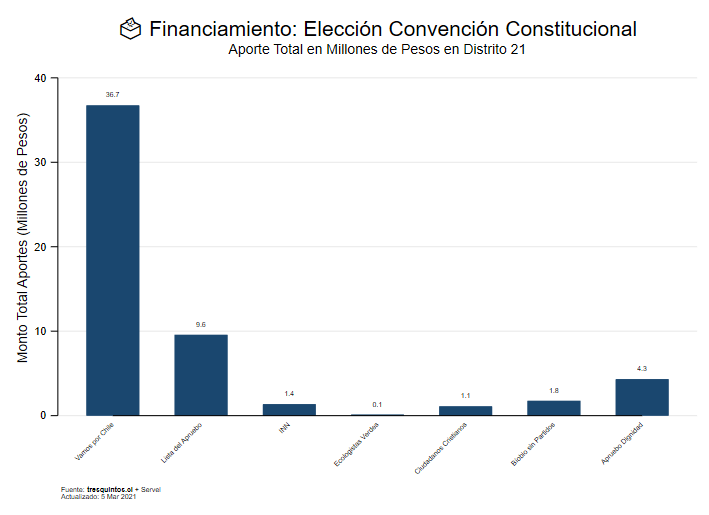 Financiamiento: Elección Convención Constitucional
Aporte Total en Millones de Pesos en Distrito 21
Monto Total Aportes (Millones de Pesos)
40
30
20
10
0
36.7
9.6
1.4
0.1
1.1
1.8
4.3
Vamos por Chile
Lista del Apruebo
INN
Ecologistas Verdes
Ciudadanos Cristianos
Biobío sin Partidos
Apruebo Dignidad
Fuente: tresquintos.cl + Servel
Actualizado: 5 Mar 2021